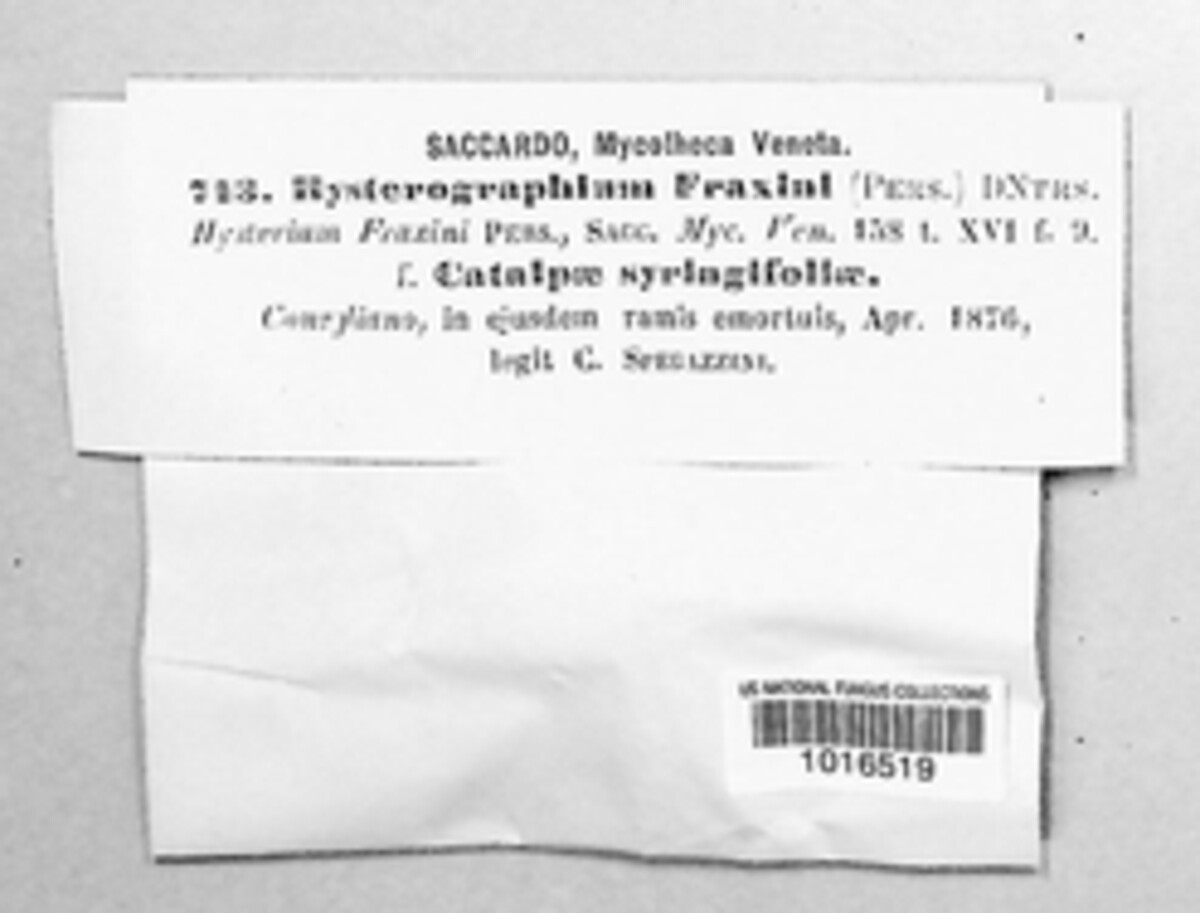 SACCARDO, Mycotheca Veneta.
713. Hysterographium Fraxini (PERS.) DNTRS.
Hysterium Fraxini PERS., SACC. Myc. Ven. 158 t. XVI f. 9.
f. Catalpæ syringifoliæ.
Conegliano, in ejusdem ramis emortuis, Apr. 1876,
legit C. SPEGAZZINI.
US NATIONAL FUNGUS COLLECTIONS
1016519